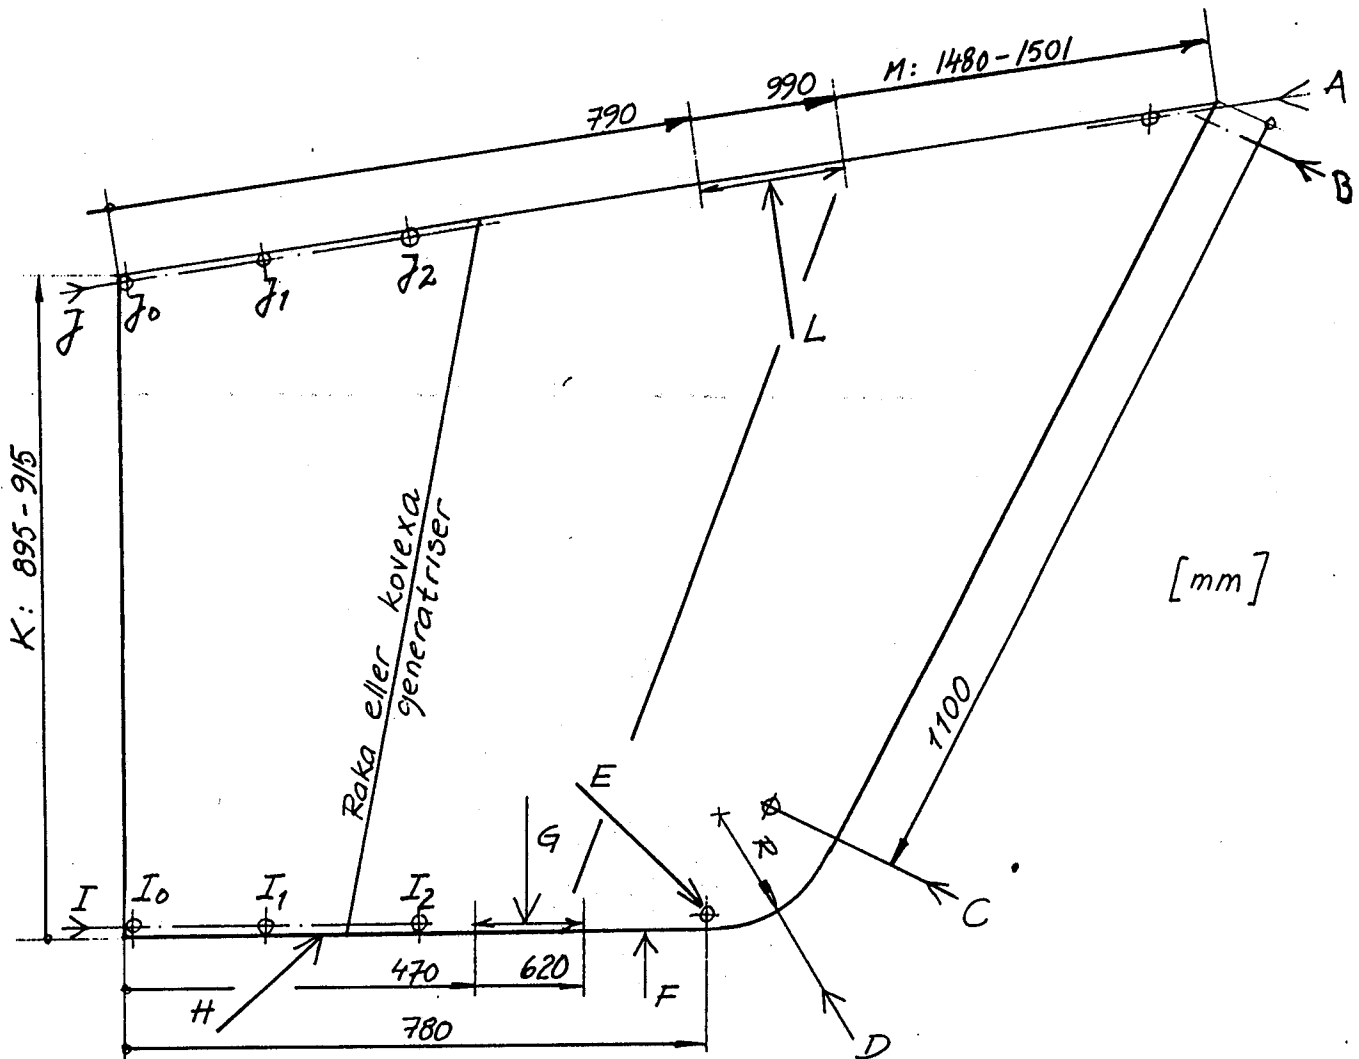 M: 1480-1501
990
790
A
B
J
J0
J1
J2
L
K: 895-915
Raka eller kovexa
generatriser
[mm]
1100
E
R
G
I
I0
I1
I2
C
470
620
F
H
780
D